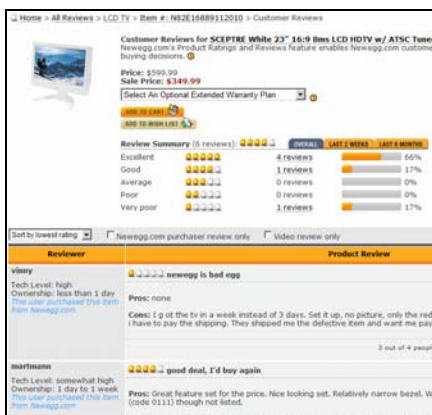 Home > All Reviews > LCD TV > Item #: N82E16889112010 > Customer Reviews
Customer Reviews for SCEPTRE White 23" 16:9 8ms LCD HDTV w/ ATSC Tune
Newegg.com's Product Ratings and Reviews feature enables Newegg.com custome
buying decisions.
Price: $599.99
Sale Price: $349.99
Select An Optional Extended Warranty Plan
ADD TO CART
ADD TO WISH LIST
Review Summary (6 reviews): OVERALL LAST 2 WEEKS LAST 6 MONTHS
Excellent 4 reviews 66%
Good 1 reviews 17%
Average 0 reviews 0%
Poor 0 reviews 0%
Very poor 1 reviews 17%
Sort by lowest rating Newegg.com purchaser review only Video review only
Reviewer Product Review
vinny newegg is bad egg
Tech Level: high
Ownership: less than 1 day
This user purchased this item
from Newegg.com
Pros: none
Cons: I g ot the tv in a week instead of 3 days. Set it up, no picture, only the red
i have to pay the shipping. They shipped me the defective item and want me pay
3 out of 4 peopl
martmann good deal, I'd buy again
Tech Level: somewhat high
Ownership: 1 day to 1 week
This user purchased this item
from Newegg.com
Pros: Great feature set for the price. Nice looking set. Relatively narrow bezel. W
(code 0111) though not listed.